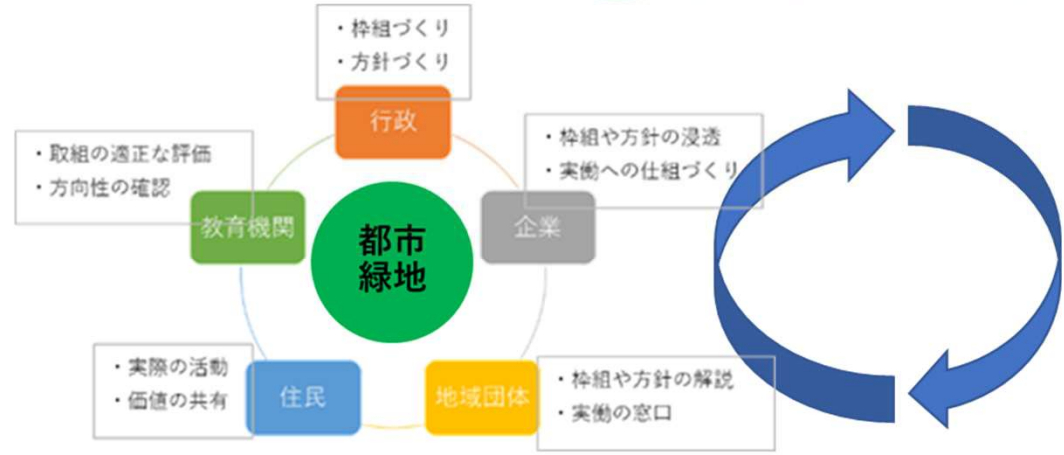 ・枠組づくり
・方針づくり
行政
・枠組や方針の浸透
・実働への仕組づくり
企業
・取組の適正な評価
・方向性の確認
教育機関
都市
緑地
・実際の活動
・価値の共有
住民
地域団体
・枠組や方針の解説
・実働の窓口